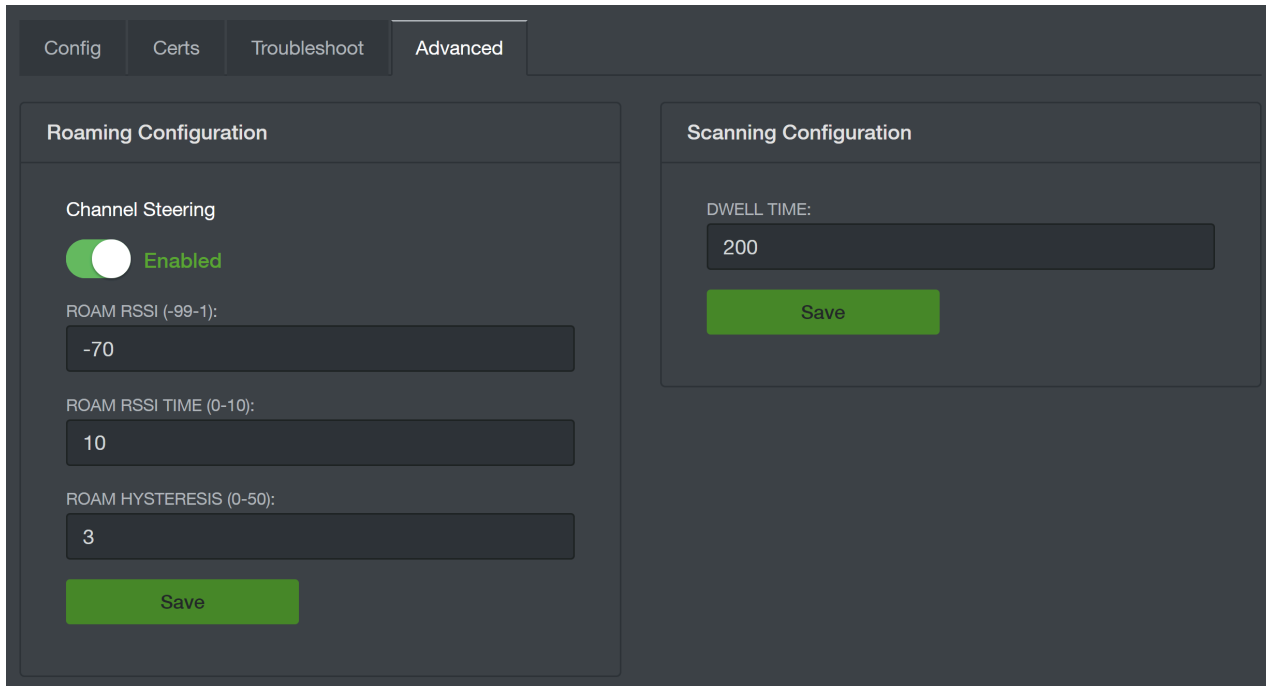 Config Certs Troubleshoot Advanced
Roaming Configuration
Channel Steering
Enabled
ROAM RSSI (-99-1):
-70
ROAM RSSI TIME (0-10):
10
ROAM HYSTERESIS (0-50):
3
Save
Scanning Configuration
DWELL TIME:
200
Save